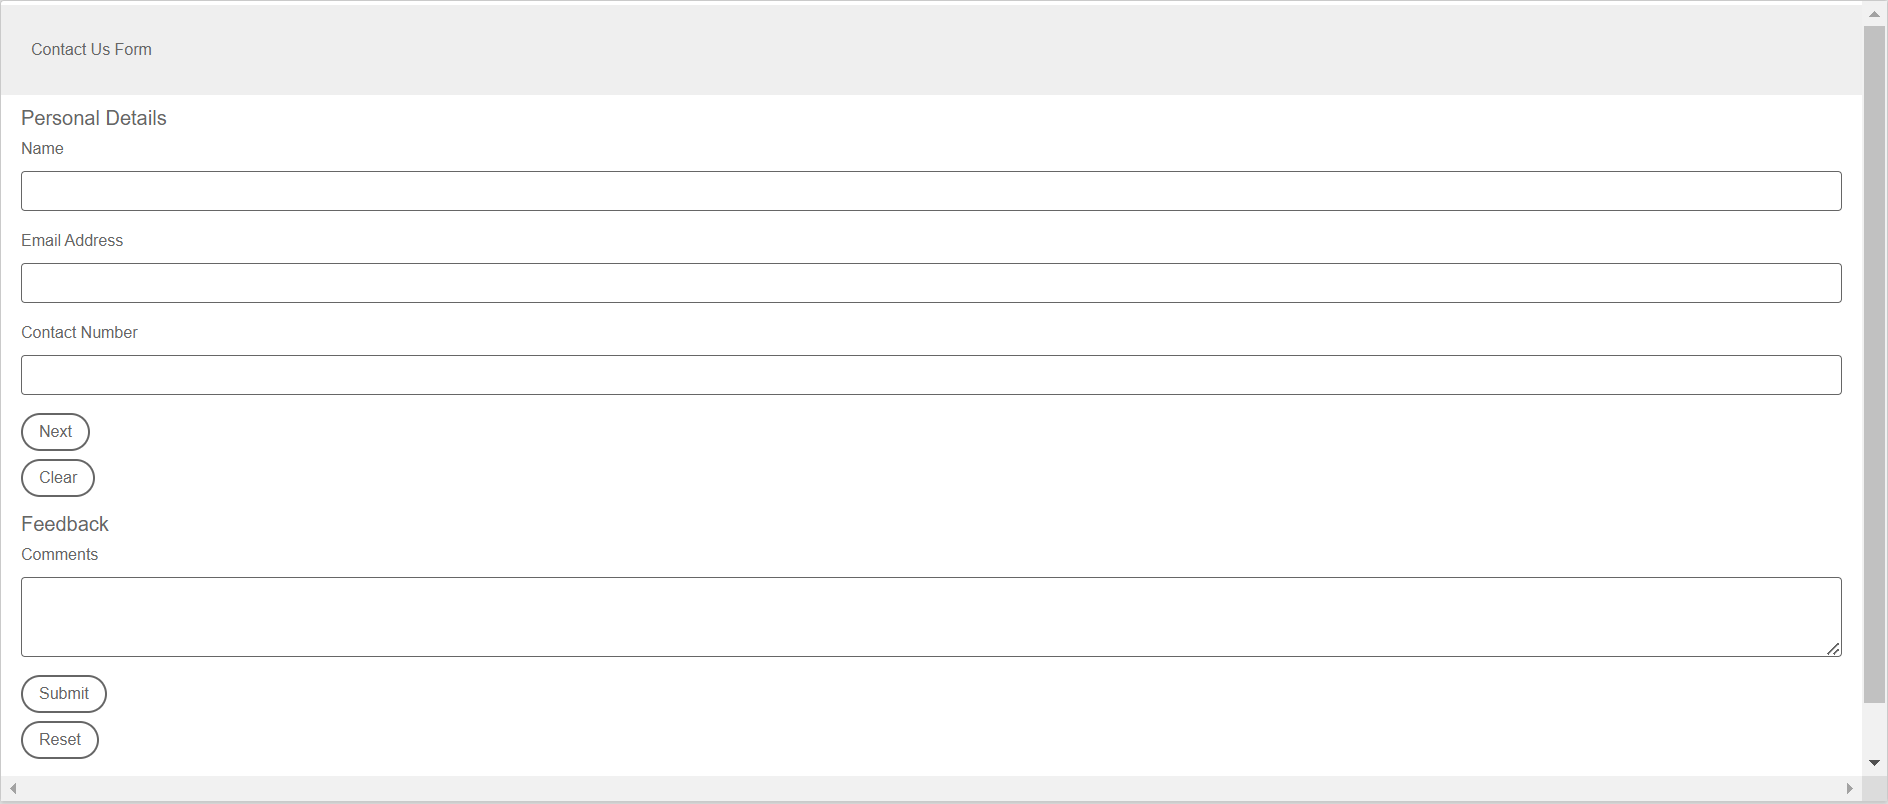 Contact Us Form
Personal Details
Name
Email Address
Contact Number
Next
Clear
Feedback
Comments
Submit
Reset